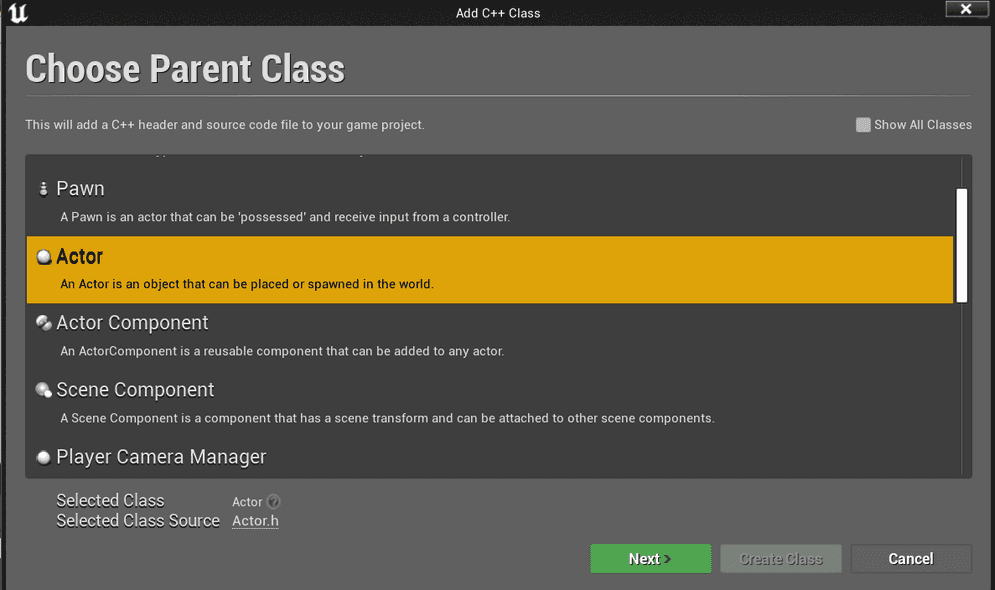 Add C++ Class
Choose Parent Class
This will add a C++ header and source code file to your game project.
Show All Classes
Pawn
A Pawn is an actor that can be 'possessed' and receive input from a controller.
Actor
An Actor is an object that can be placed or spawned in the world.
Actor Component
An ActorComponent is a reusable component that can be added to any actor.
Scene Component
A Scene Component is a component that has a scene transform and can be attached to other scene components.
Player Camera Manager
Selected Class Actor
Selected Class Source Actor.h
Next
Create Class
Cancel